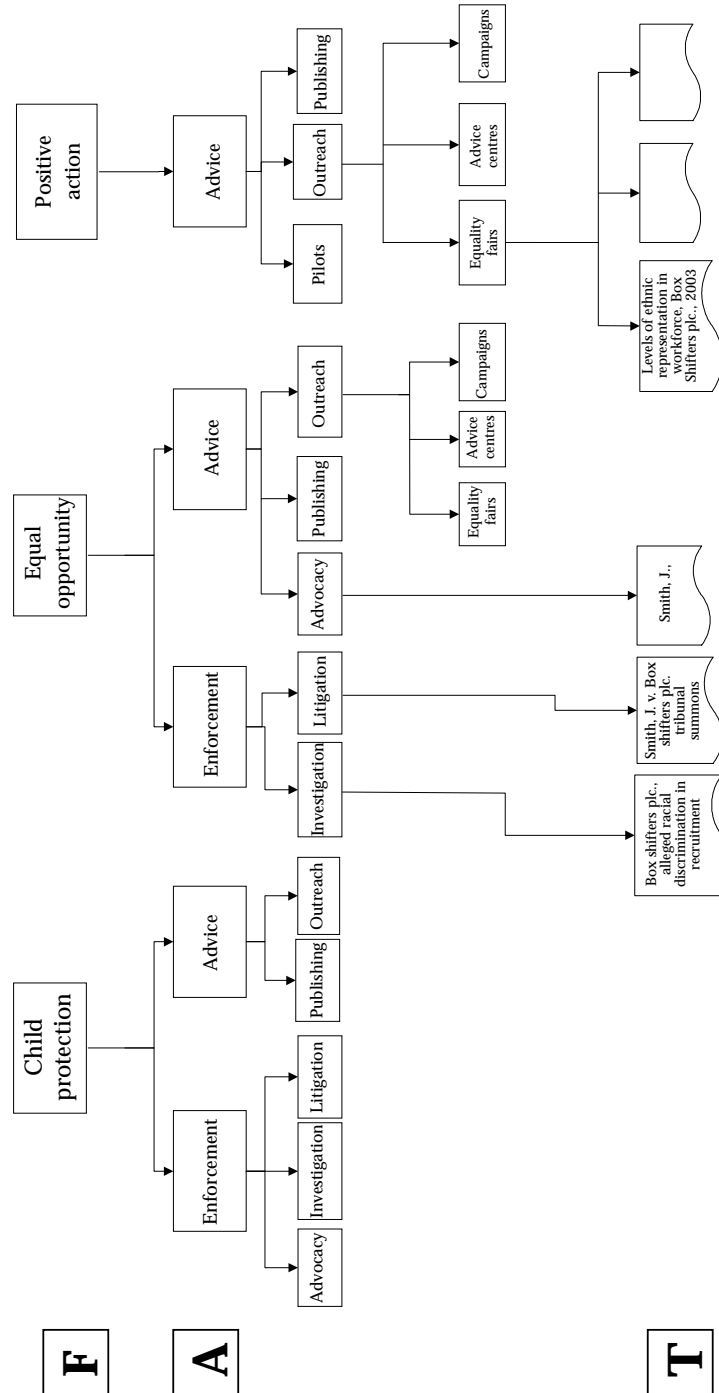 F
Child
protection
Equal
opportunity
Positive
action
A
Enforcement
Advice
Enforcement
Advice
Advice
Advocacy
Investigation
Litigation
Publishing
Outreach
Investigation
Litigation
Advocacy
Publishing
Outreach
Pilots
Outreach
Publishing
Equality
fairs
Advice
centres
Campaigns
Equality
fairs
Advice
centres
Campaigns
T
Box shifters plc.,
alleged racial
discrimination in
recruitment
Smith, J. v. Box
shifters plc.
tribunal
summons
Smith, J.,
Levels of ethnic
representation in
workforce, Box
Shifters plc., 2003